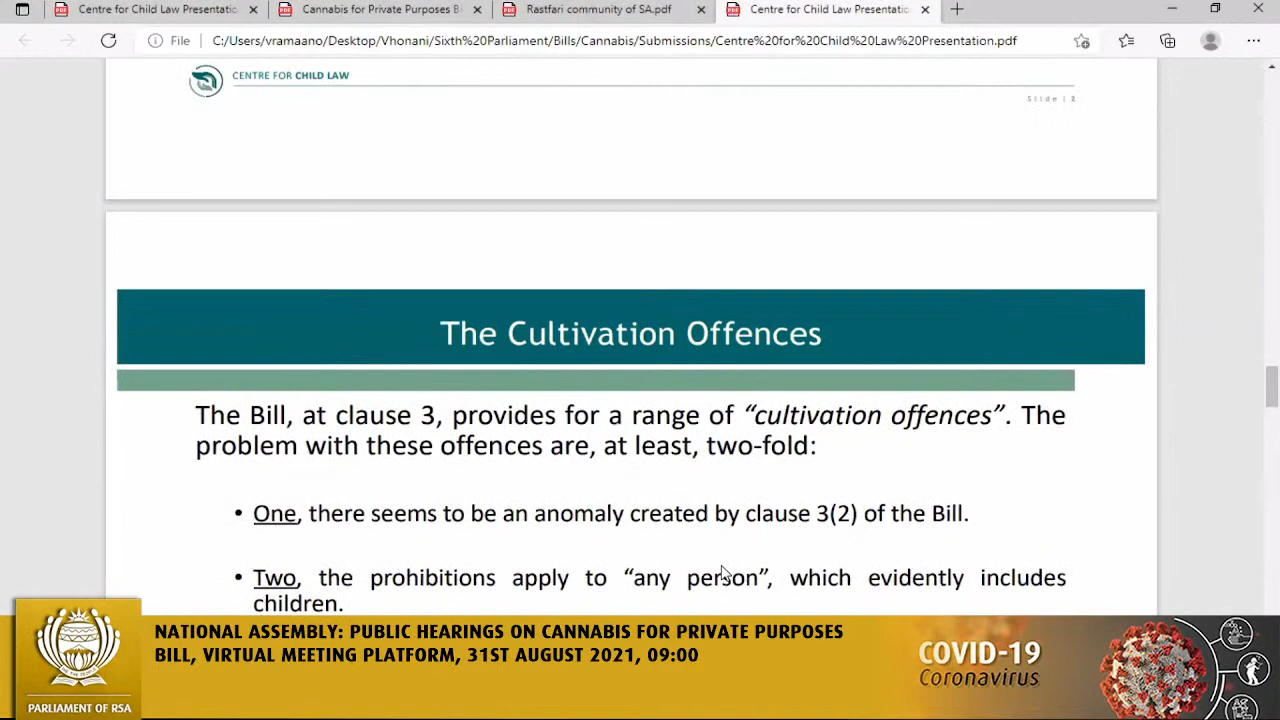 Centre for Child Law Presentatio
Cannabis for Private Purposes B
Rastfari community of SA.pdf
Centre for Child Law Presentatio
File
C:/Users/vramaano/Desktop/Vhonani/Sixth%20Parliament/Bills/Cannabis/Submissions/Centre%20for%20Child%20Law%20Presentation.pdf
CENTRE FOR CHILD LAW
Slide | 2
The Cultivation Offences
The Bill, at clause 3, provides for a range of “cultivation offences”. The
problem with these offences are, at least, two-fold:
• One, there seems to be an anomaly created by clause 3(2) of the Bill.
• Two, the prohibitions apply to “any person”, which evidently includes
children.
NATIONAL ASSEMBLY: PUBLIC HEARINGS ON CANNABIS FOR PRIVATE PURPOSES
BILL, VIRTUAL MEETING PLATFORM, 31ST AUGUST 2021, 09:00
PARLIAMENT OF RSA
COVID-19
Coronavirus